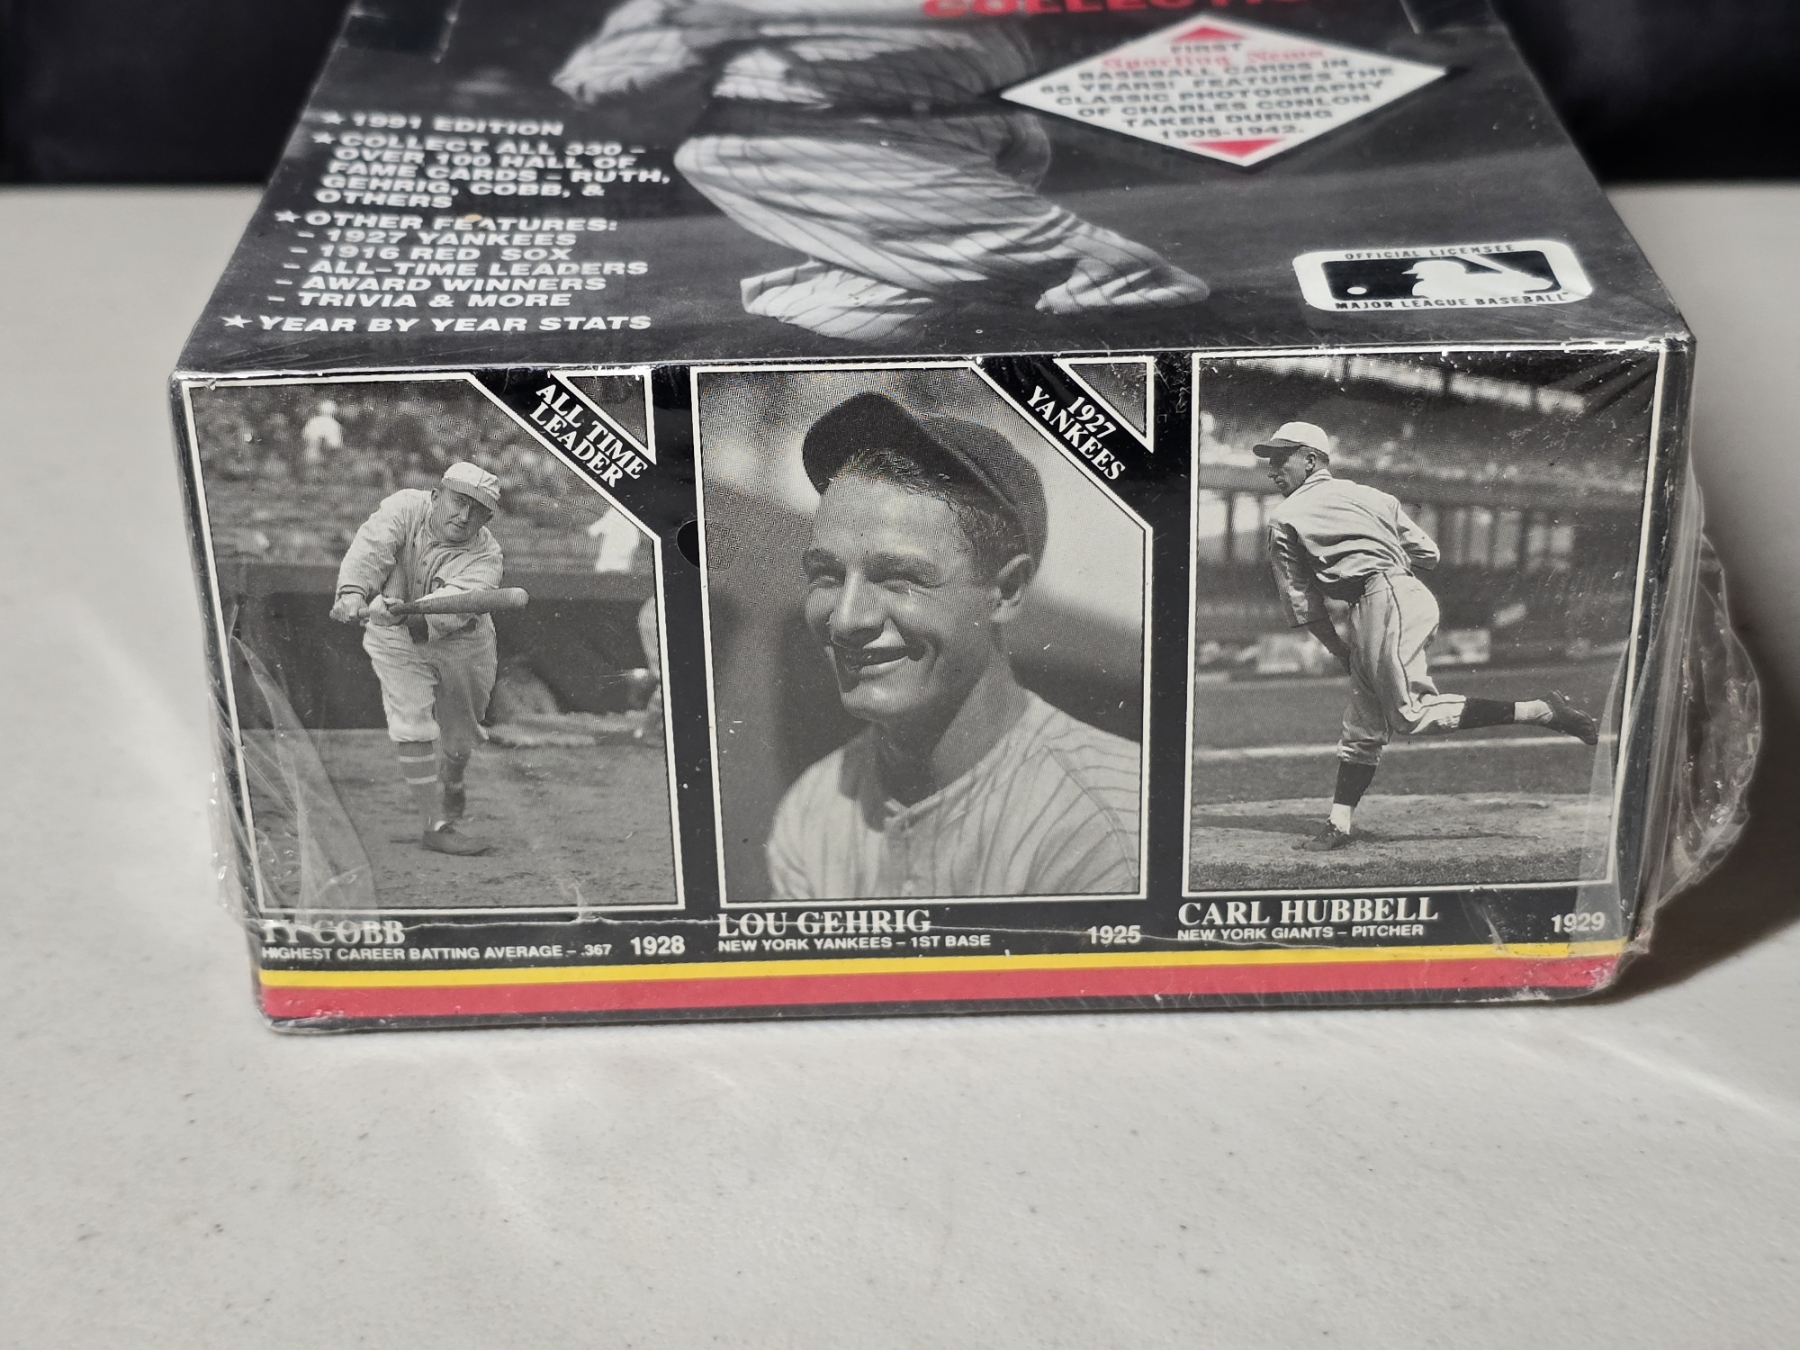 COLLECTION
FIRST
Sporting News
BASEBALL CARDS IN
65 YEARS! FEATURES THE
CLASSIC PHOTOGRAPHY
OF CHARLES CONLON
TAKEN DURING
1905-1942.
★ 1991 EDITION
★ COLLECT ALL 330 -
OVER 100 HALL OF
FAME CARDS - RUTH,
GEHRIG, COBB, &
OTHERS
★ OTHER FEATURES:
- 1927 YANKEES
- 1916 RED SOX
- ALL-TIME LEADERS
- AWARD WINNERS
- TRIVIA & MORE
★ YEAR BY YEAR STATS
OFFICIAL LICENSEE
MAJOR LEAGUE BASEBALL
ALL TIME
LEADER
TY COBB
HIGHEST CAREER BATTING AVERAGE - .367 1928
1927
YANKEES
LOU GEHRIG
NEW YORK YANKEES - 1ST BASE 1925
CARL HUBBELL
NEW YORK GIANTS - PITCHER 1929